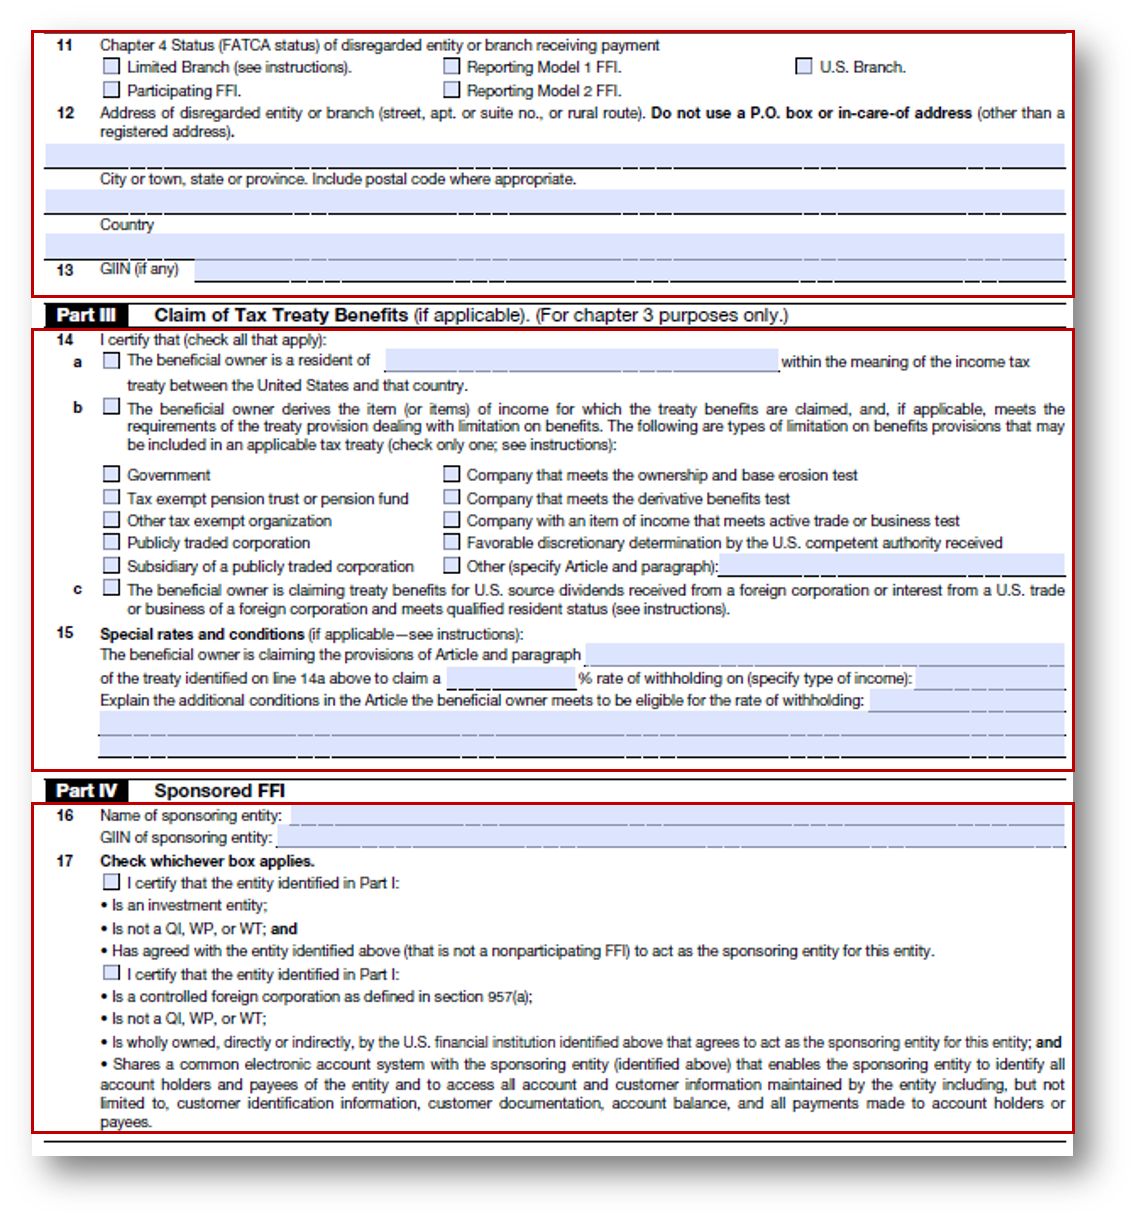 11 Chapter 4 Status (FATCA status) of disregarded entity or branch receiving payment
Limited Branch (see instructions). Reporting Model 1 FFI. U.S. Branch.
Participating FFI. Reporting Model 2 FFI.
12 Address of disregarded entity or branch (street, apt. or suite no., or rural route). Do not use a P.O. box or in-care-of address (other than a
registered address).
City or town, state or province. Include postal code where appropriate.
Country
13 GIIN (if any)
Part III Claim of Tax Treaty Benefits (if applicable). (For chapter 3 purposes only.)
14 I certify that (check all that apply):
a The beneficial owner is a resident of within the meaning of the income tax
treaty between the United States and that country.
b The beneficial owner derives the item (or items) of income for which the treaty benefits are claimed, and, if applicable, meets the
requirements of the treaty provision dealing with limitation on benefits. The following are types of limitation on benefits provisions that may
be included in an applicable tax treaty (check only one; see instructions):
Government Company that meets the ownership and base erosion test
Tax exempt pension trust or pension fund Company that meets the derivative benefits test
Other tax exempt organization Company with an item of income that meets active trade or business test
Publicly traded corporation Favorable discretionary determination by the U.S. competent authority received
Subsidiary of a publicly traded corporation Other (specify Article and paragraph):
c The beneficial owner is claiming treaty benefits for U.S. source dividends received from a foreign corporation or interest from a U.S. trade
or business of a foreign corporation and meets qualified resident status (see instructions).
15 Special rates and conditions (if applicable—see instructions):
The beneficial owner is claiming the provisions of Article and paragraph
of the treaty identified on line 14a above to claim a % rate of withholding on (specify type of income):
Explain the additional conditions in the Article the beneficial owner meets to be eligible for the rate of withholding:
Part IV Sponsored FFI
16 Name of sponsoring entity:
GIIN of sponsoring entity:
17 Check whichever box applies.
I certify that the entity identified in Part I:
• Is an investment entity;
• Is not a QI, WP, or WT; and
• Has agreed with the entity identified above (that is not a nonparticipating FFI) to act as the sponsoring entity for this entity.
I certify that the entity identified in Part I:
• Is a controlled foreign corporation as defined in section 957(a);
• Is not a QI, WP, or WT;
• Is wholly owned, directly or indirectly, by the U.S. financial institution identified above that agrees to act as the sponsoring entity for this entity; and
• Shares a common electronic account system with the sponsoring entity (identified above) that enables the sponsoring entity to identify all
account holders and payees of the entity and to access all account and customer information maintained by the entity including, but not
limited to, customer identification information, customer documentation, account balance, and all payments made to account holders or
payees.